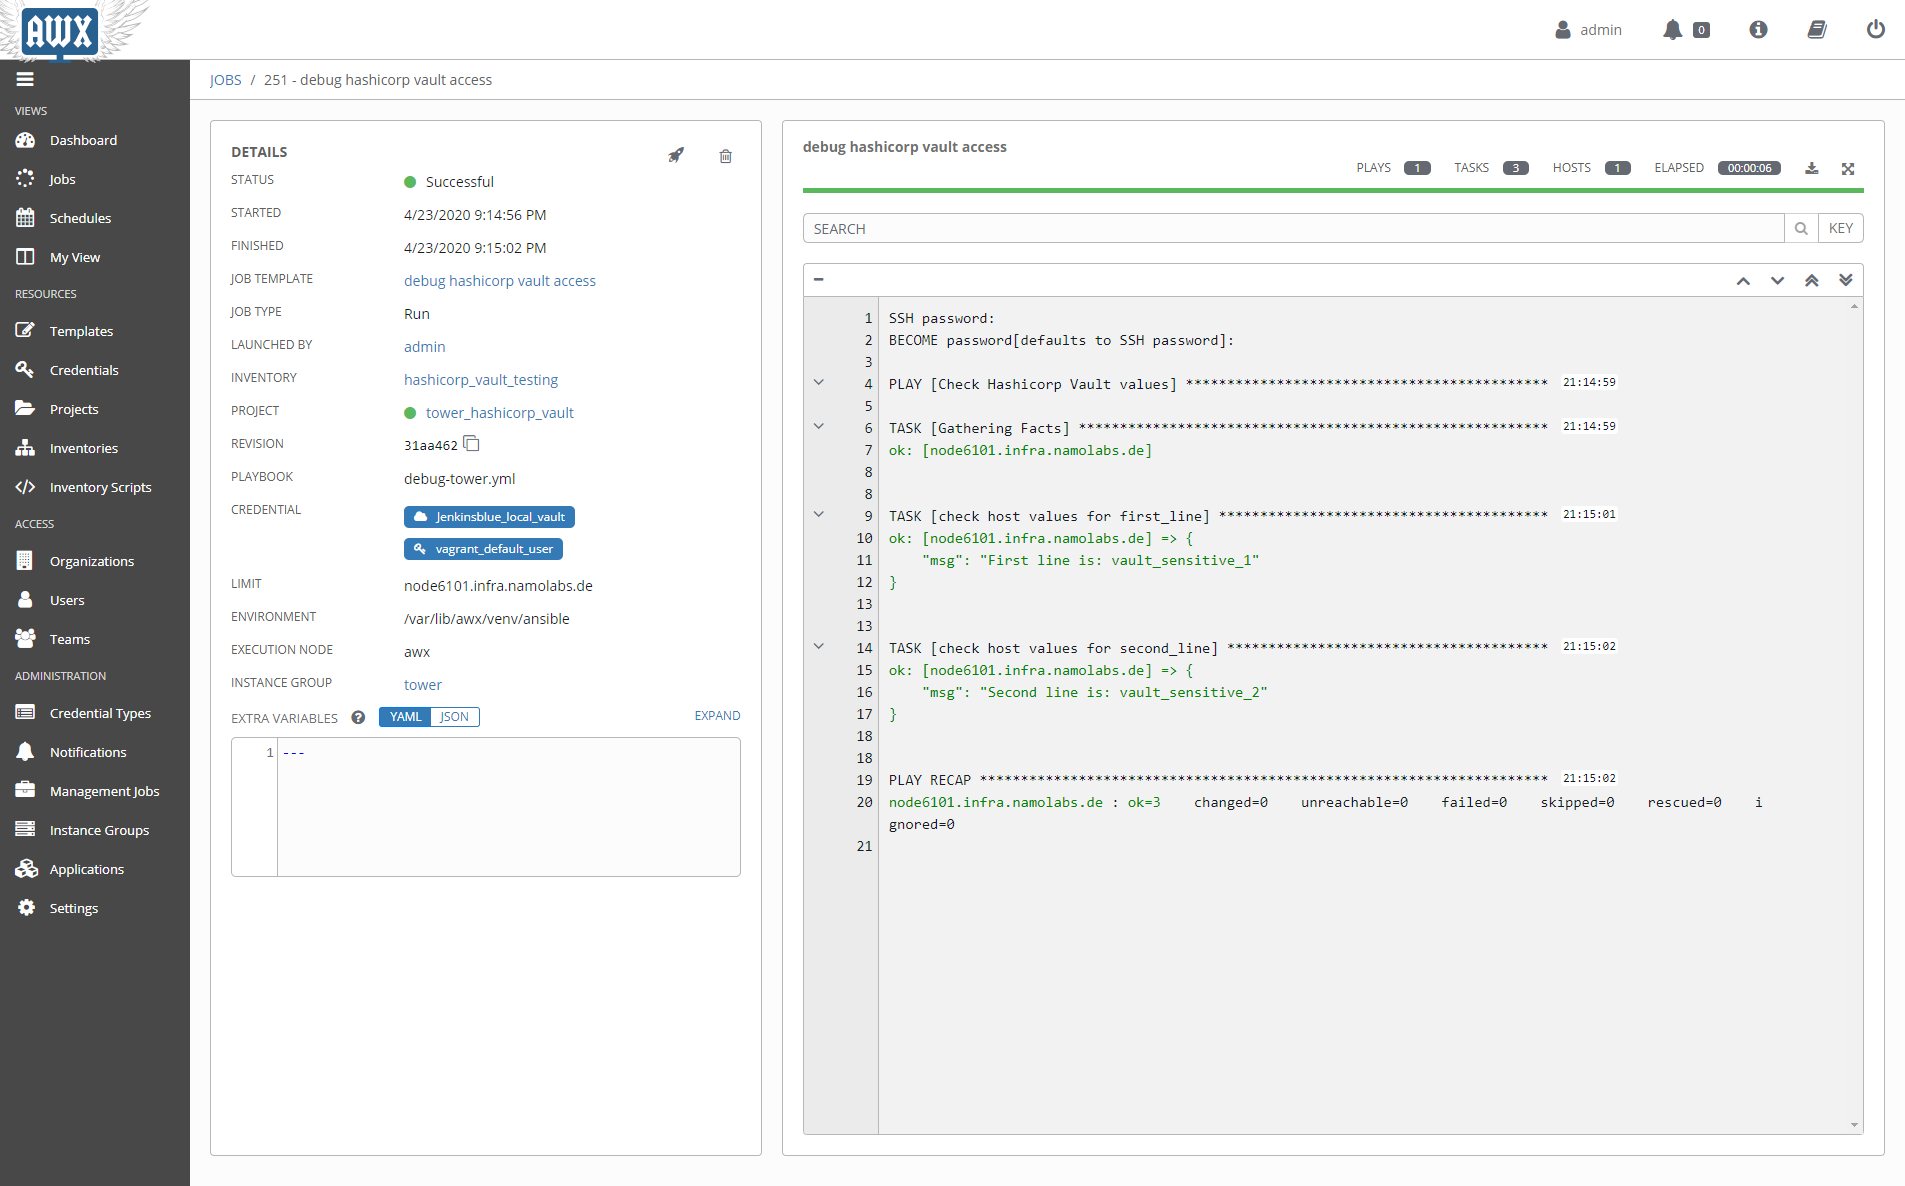 AWX
admin
0
JOBS / 251 - debug hashicorp vault access
VIEWS
Dashboard
Jobs
Schedules
My View
RESOURCES
Templates
Credentials
Projects
Inventories
Inventory Scripts
ACCESS
Organizations
Users
Teams
ADMINISTRATION
Credential Types
Notifications
Management Jobs
Instance Groups
Applications
Settings
DETAILS
STATUS Successful
STARTED 4/23/2020 9:14:56 PM
FINISHED 4/23/2020 9:15:02 PM
JOB TEMPLATE debug hashicorp vault access
JOB TYPE Run
LAUNCHED BY admin
INVENTORY hashicorp_vault_testing
PROJECT tower_hashicorp_vault
REVISION 31aa462
PLAYBOOK debug-tower.yml
CREDENTIAL Jenkinsblue_local_vault
vagrant_default_user
LIMIT node6101.infra.namolabs.de
ENVIRONMENT /var/lib/awx/venv/ansible
EXECUTION NODE awx
INSTANCE GROUP tower
EXTRA VARIABLES ? YAML JSON EXPAND
1 ---
debug hashicorp vault access
PLAYS 1 TASKS 3 HOSTS 1 ELAPSED 00:00:06
SEARCH KEY
1 SSH password:
2 BECOME password[defaults to SSH password]:
3
4 PLAY [Check Hashicorp Vault values] ******************************************** 21:14:59
5
6 TASK [Gathering Facts] ********************************************************* 21:14:59
7 ok: [node6101.infra.namolabs.de]
8
8
9 TASK [check host values for first_line] **************************************** 21:15:01
10 ok: [node6101.infra.namolabs.de] => {
11 "msg": "First line is: vault_sensitive_1"
12 }
13
13
14 TASK [check host values for second_line] *************************************** 21:15:02
15 ok: [node6101.infra.namolabs.de] => {
16 "msg": "Second line is: vault_sensitive_2"
17 }
18
18
19 PLAY RECAP ********************************************************************* 21:15:02
20 node6101.infra.namolabs.de : ok=3 changed=0 unreachable=0 failed=0 skipped=0 rescued=0 i
gnored=0
21